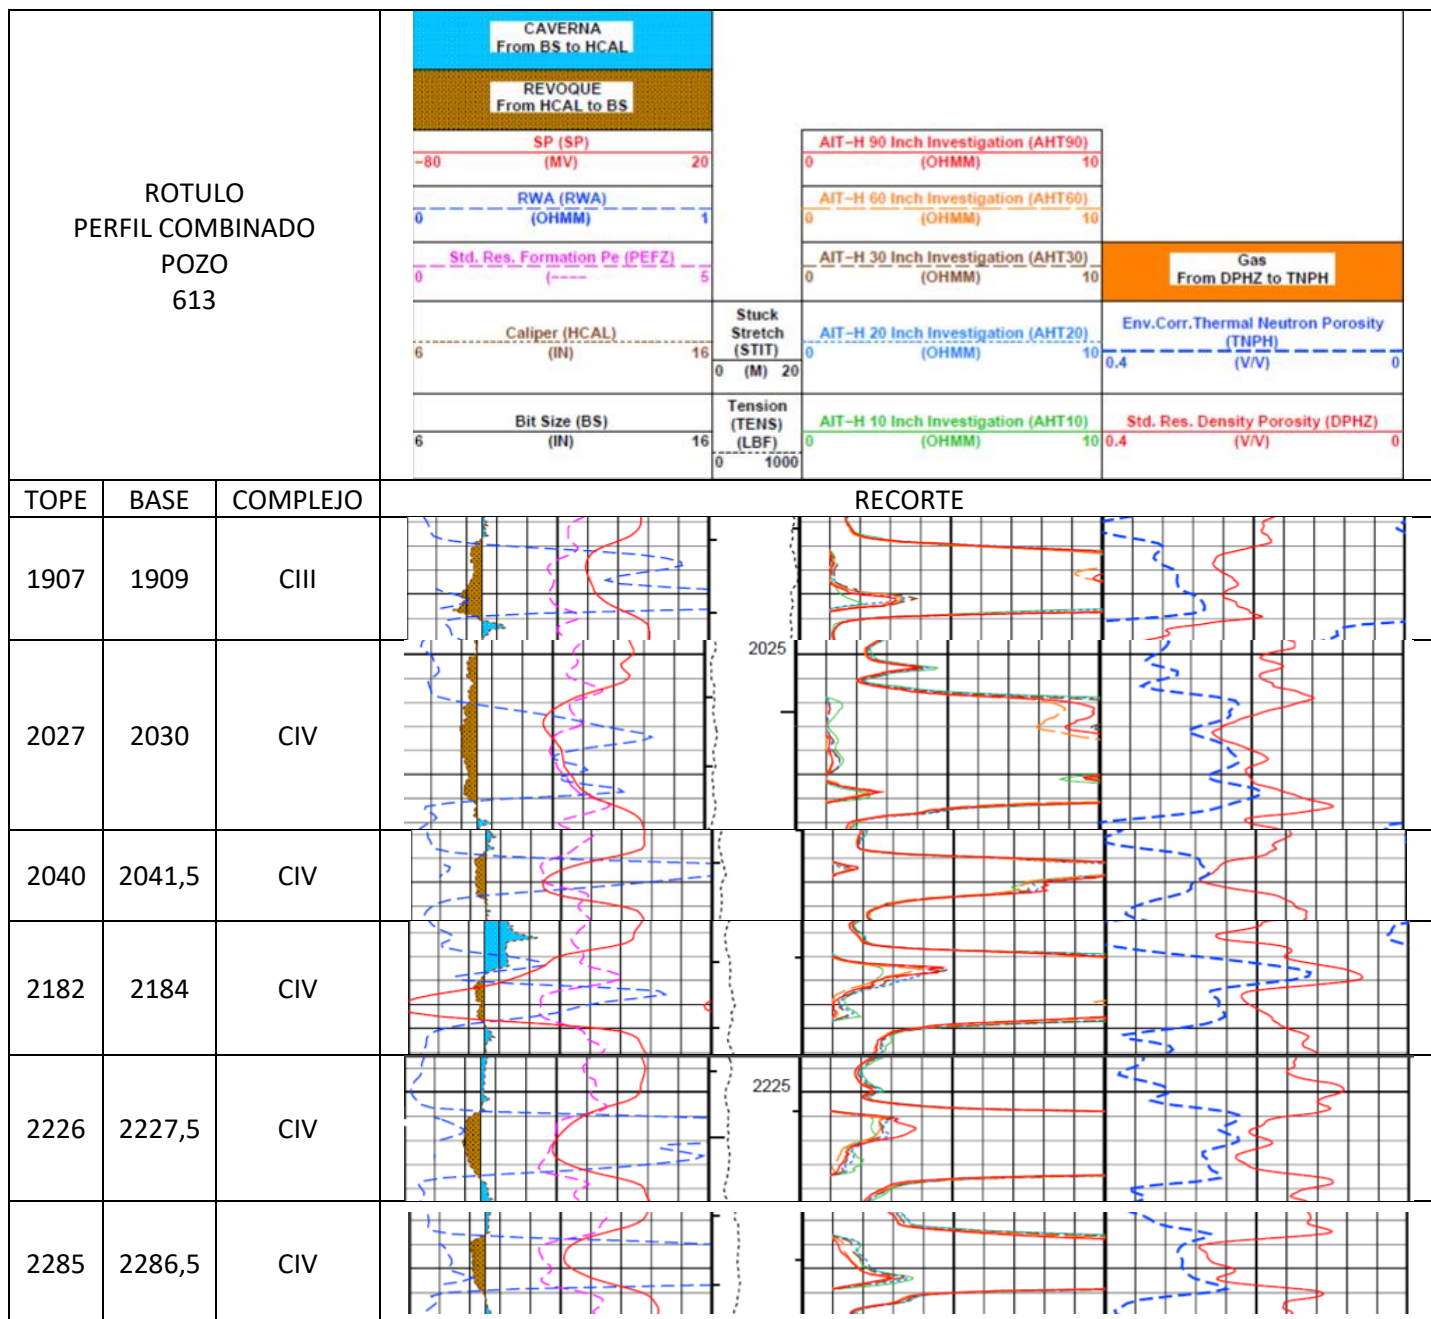 ROTULO
PERFIL COMBINADO
POZO
613
CAVERNA
From BS to HCAL
REVOQUE
From HCAL to BS
SP (SP)
-80 (MV) 20
RWA (RWA)
0 (OHMM) 1
Std. Res. Formation Pe (PEFZ)
0 (---- 5
Caliper (HCAL)
6 (IN) 16
Bit Size (BS)
6 (IN) 16
Stuck
Stretch
(STIT)
0 (M) 20
Tension
(TENS)
(LBF)
0 1000
AIT-H 90 Inch Investigation (AHT90)
0 (OHMM) 10
AIT-H 60 Inch Investigation (AHT60)
0 (OHMM) 10
AIT-H 30 Inch Investigation (AHT30)
0 (OHMM) 10
AIT-H 20 Inch Investigation (AHT20)
0 (OHMM) 10
AIT-H 10 Inch Investigation (AHT10)
0 (OHMM) 10
Gas
From DPHZ to TNPH
Env.Corr.Thermal Neutron Porosity
(TNPH)
0.4 (V/V) 0
Std. Res. Density Porosity (DPHZ)
0.4 (V/V) 0
TOPE BASE COMPLEJO RECORTE
1907 1909 CIII
2025
2027 2030 CIV
2040 2041,5 CIV
2182 2184 CIV
2225
2226 2227,5 CIV
2285 2286,5 CIV